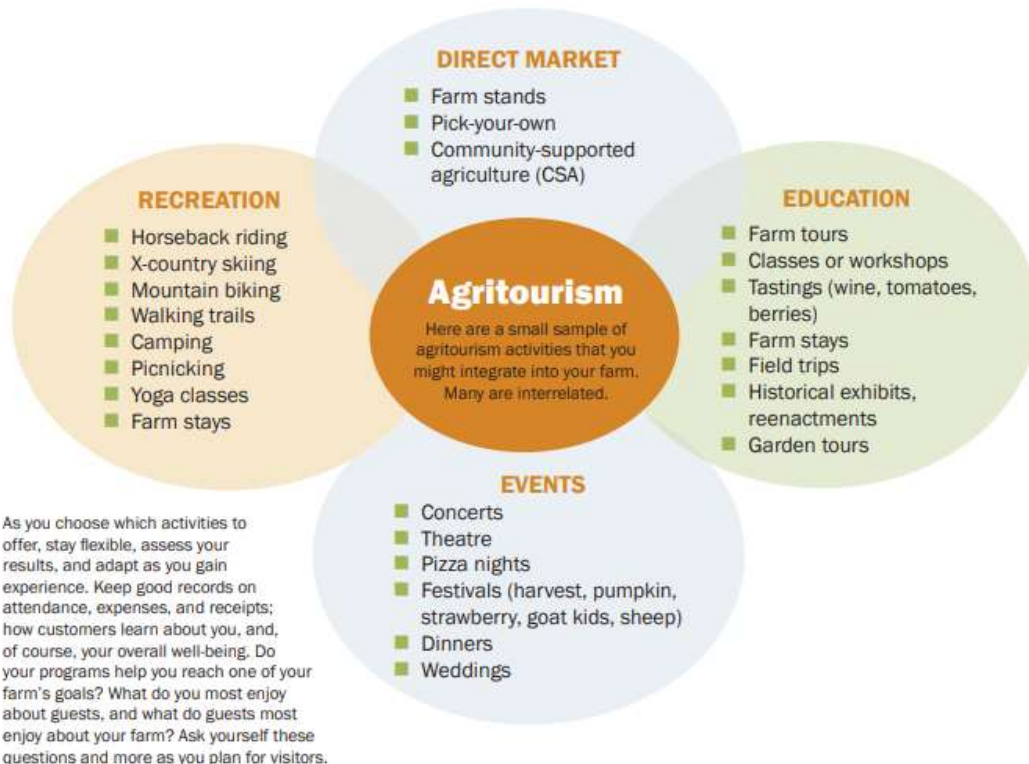 DIRECT MARKET
Farm stands
Pick-your-own
Community-supported
agriculture (CSA)
RECREATION
Horseback riding
X-country skiing
Mountain biking
Walking trails
Camping
Picnicking
Yoga classes
Farm stays
Agritourism
Here are a small sample of
agritourism activities that you
might integrate into your farm.
Many are interrelated.
EDUCATION
Farm tours
Classes or workshops
Tastings (wine, tomatoes,
berries)
Farm stays
Field trips
Historical exhibits,
reenactments
Garden tours
EVENTS
Concerts
Theatre
Pizza nights
Festivals (harvest, pumpkin,
strawberry, goat kids, sheep)
Dinners
Weddings
As you choose which activities to
offer, stay flexible, assess your
results, and adapt as you gain
experience. Keep good records on
attendance, expenses, and receipts;
how customers learn about you, and,
of course, your overall well-being. Do
your programs help you reach one of your
farm's goals? What do you most enjoy
about guests, and what do guests most
enjoy about your farm? Ask yourself these
questions and more as you plan for visitors.